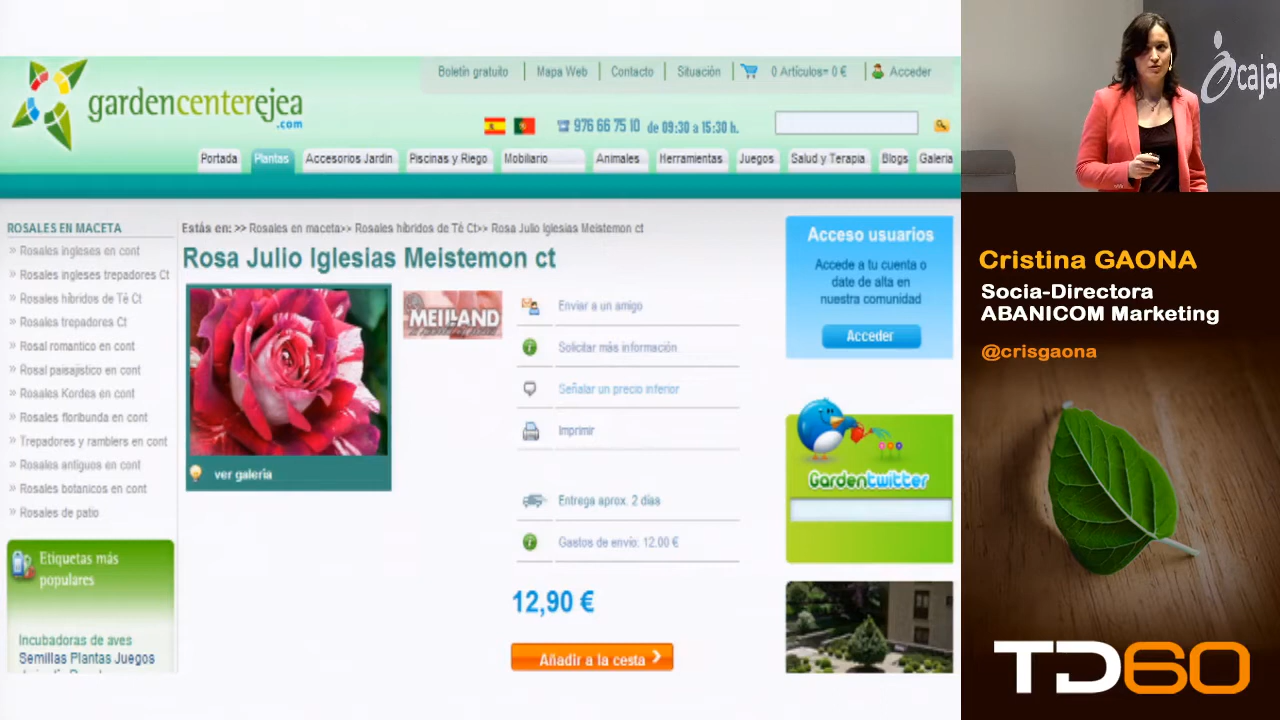 gardencenterejea
.com
Boletín gratuito
Mapa Web
Contacto
Situación
0 Artículos= 0 €
Acceder
976 66 75 10 de 09:30 a 15:30 h.
Portada
Plantas
Accesorios Jardin
Piscinas y Riego
Mobiliario
Animales
Herramientas
Juegos
Salud y Terapia
Blogs
Galeria
ROSALES EN MACETA
» Rosales ingleses en cont
» Rosales ingleses trepadores Ct
» Rosales híbridos de Té Ct
» Rosales trepadores Ct
» Rosal romantico en cont
» Rosal paisajistico en cont
» Rosales Kordes en cont
» Rosales floribunda en cont
» Trepadores y ramblers en cont
» Rosales antiguos en cont
» Rosales botanicos en cont
» Rosales de patio
Etiquetas más
populares
Incubadoras de aves
Semillas Plantas Juegos
Estás en: >> Rosales en maceta>> Rosales híbridos de Té Ct>> Rosa Julio Iglesias Meistemon ct
Rosa Julio Iglesias Meistemon ct
ver galeria
MEILLAND
Enviar a un amigo
Solicitar más información
Señalar un precio inferior
Imprimir
Entrega aprox. 2 días
Gastos de envío: 12.00 €
12,90 €
Añadir a la cesta
Acceso usuarios
Accede a tu cuenta o
date de alta en
nuestra comunidad
Acceder
Gardentwitter
caja
Cristina GAONA
Socia-Directora
ABANICOM Marketing
@crisgaona
TD60